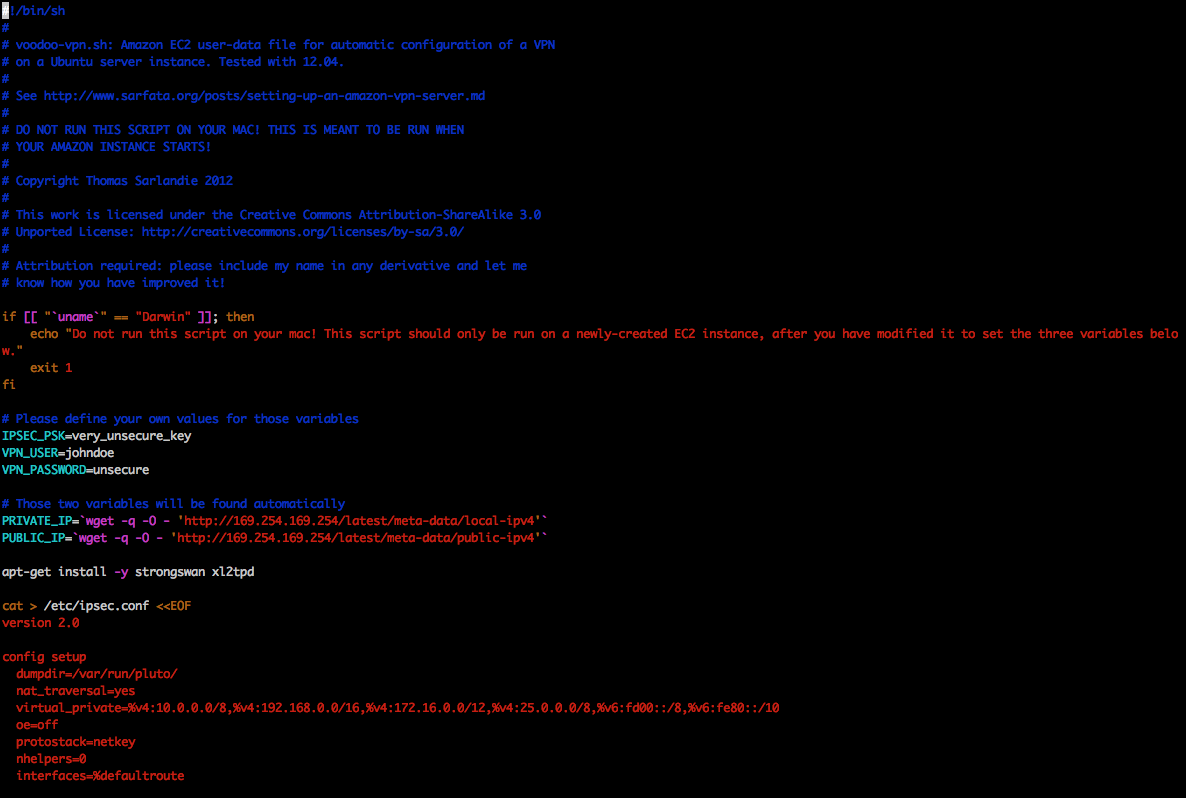 #!/bin/sh
#
# voodoo-vpn.sh: Amazon EC2 user-data file for automatic configuration of a VPN
# on a Ubuntu server instance. Tested with 12.04.
#
# See http://www.sarfata.org/posts/setting-up-an-amazon-vpn-server.md
#
# DO NOT RUN THIS SCRIPT ON YOUR MAC! THIS IS MEANT TO BE RUN WHEN
# YOUR AMAZON INSTANCE STARTS!
#
# Copyright Thomas Sarlandie 2012
#
# This work is licensed under the Creative Commons Attribution-ShareAlike 3.0
# Unported License: http://creativecommons.org/licenses/by-sa/3.0/
#
# Attribution required: please include my name in any derivative and let me
# know how you have improved it!

if [[ "`uname`" == "Darwin" ]]; then
    echo "Do not run this script on your mac! This script should only be run on a newly-created EC2 instance, after you have modified it to set the three variables belo
w."
    exit 1
fi

# Please define your own values for those variables
IPSEC_PSK=very_unsecure_key
VPN_USER=johndoe
VPN_PASSWORD=unsecure

# Those two variables will be found automatically
PRIVATE_IP=`wget -q -O - 'http://169.254.169.254/latest/meta-data/local-ipv4'`
PUBLIC_IP=`wget -q -O - 'http://169.254.169.254/latest/meta-data/public-ipv4'`

apt-get install -y strongswan xl2tpd

cat > /etc/ipsec.conf <<EOF
version 2.0

config setup
  dumpdir=/var/run/pluto/
  nat_traversal=yes
  virtual_private=%v4:10.0.0.0/8,%v4:192.168.0.0/16,%v4:172.16.0.0/12,%v4:25.0.0.0/8,%v6:fd00::/8,%v6:fe80::/10
  oe=off
  protostack=netkey
  nhelpers=0
  interfaces=%defaultroute